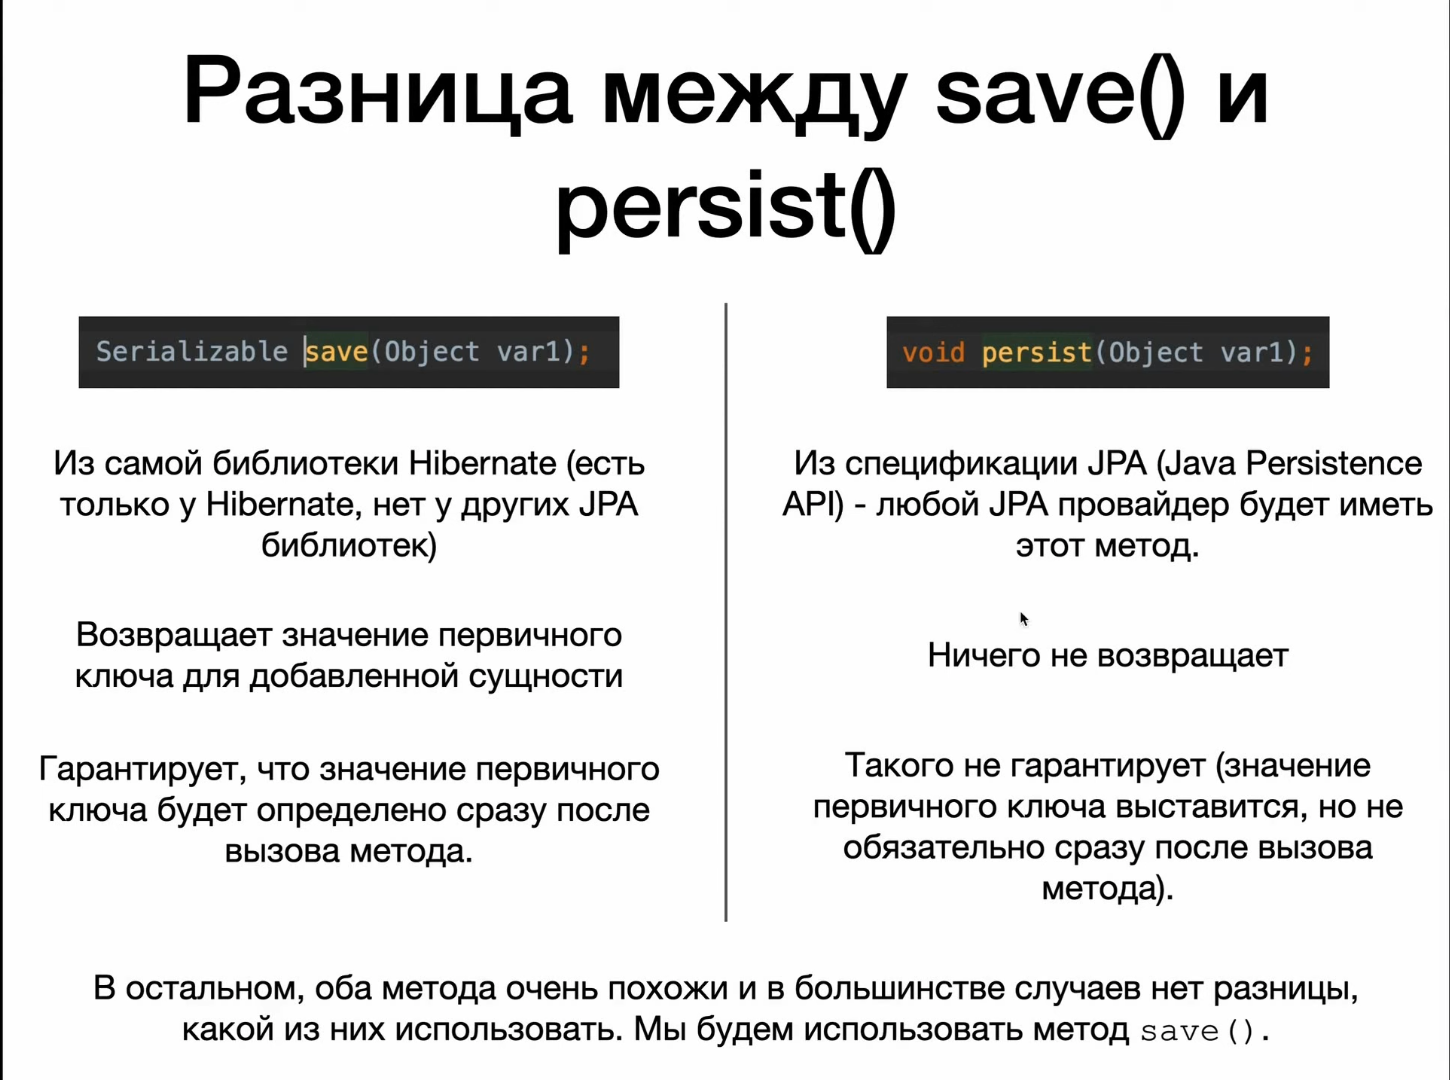 Разница между save() и
persist()
Serializable save(Object var1);
Из самой библиотеки Hibernate (есть
только у Hibernate, нет у других JPA
библиотек)
Возвращает значение первичного
ключа для добавленной сущности
Гарантирует, что значение первичного
ключа будет определено сразу после
вызова метода.
void persist(Object var1);
Из спецификации JPA (Java Persistence
API) - любой JPA провайдер будет иметь
этот метод.
Ничего не возвращает
Такого не гарантирует (значение
первичного ключа выставится, но не
обязательно сразу после вызова
метода).
В остальном, оба метода очень похожи и в большинстве случаев нет разницы,
какой из них использовать. Мы будем использовать метод save().